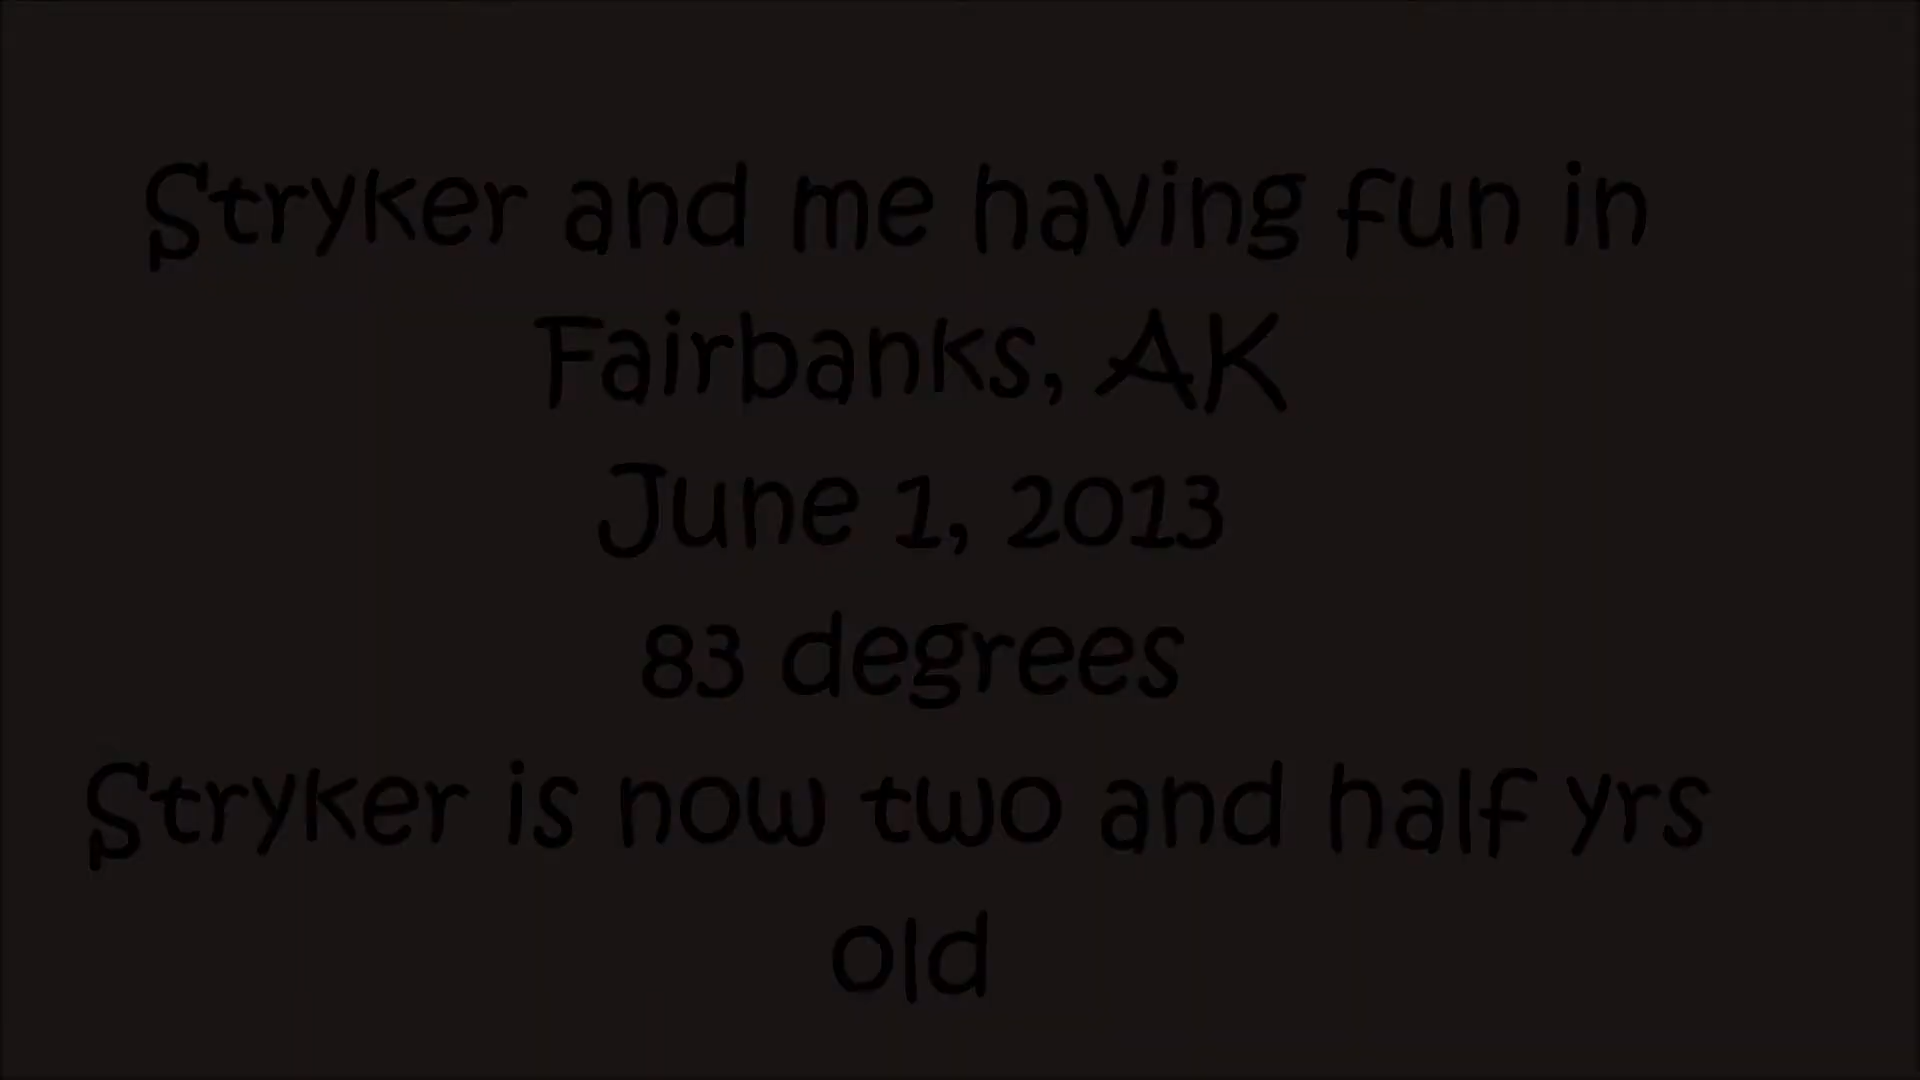 Stryker and me having fun in
Fairbanks, AK
June 1, 2013
83 degrees
Stryker is now two and half yrs
old